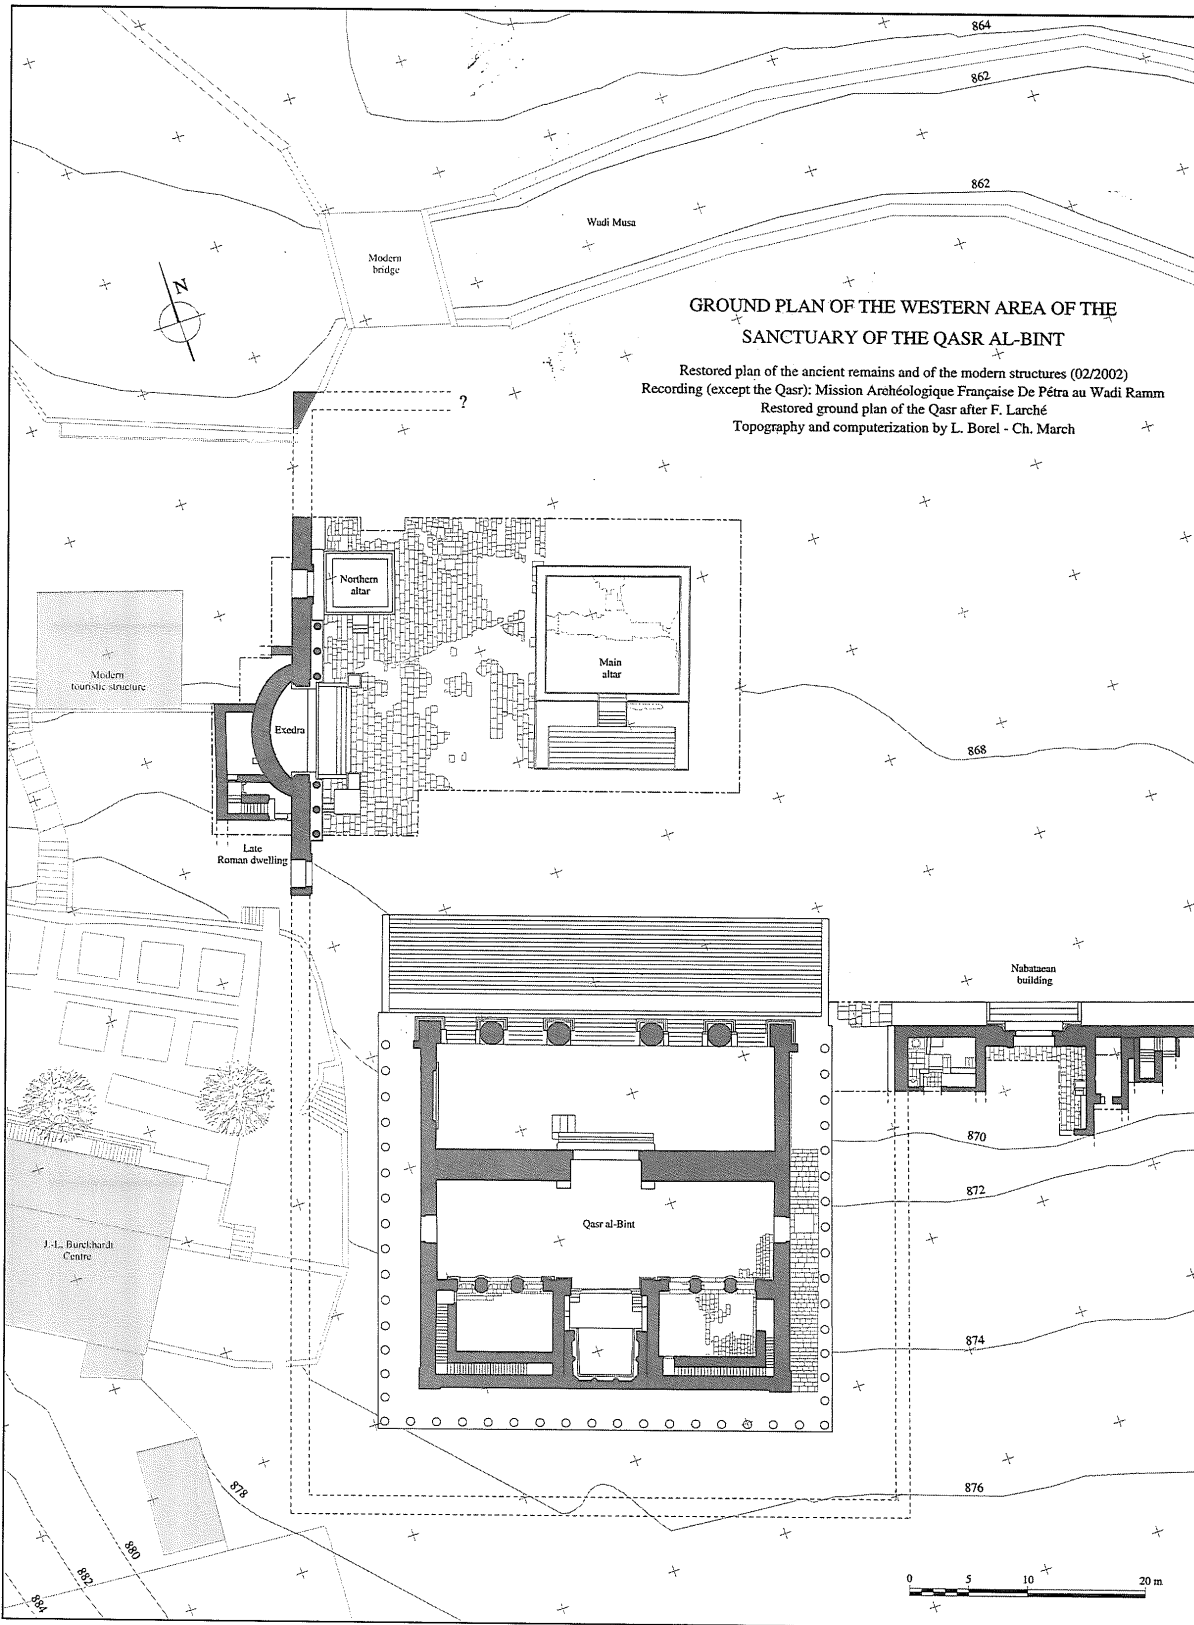 864
862
862
Wadi Musa
Modern
bridge
N
GROUND PLAN OF THE WESTERN AREA OF THE
SANCTUARY OF THE QASR AL-BINT
Restored plan of the ancient remains and of the modern structures (02/2002)
Recording (except the Qasr): Mission Archéologique Française De Pétra au Wadi Ramm
Restored ground plan of the Qasr after F. Larché
Topography and computerization by L. Borel - Ch. March
?
Northern
altar
Main
altar
Modern
touristic structure
Exedra
868
Late
Roman dwelling
Nabataean
building
870
872
Qasr al-Bint
J.-L. Burckhardt
Centre
874
876
878
880
882
884
0 5 10 20 m